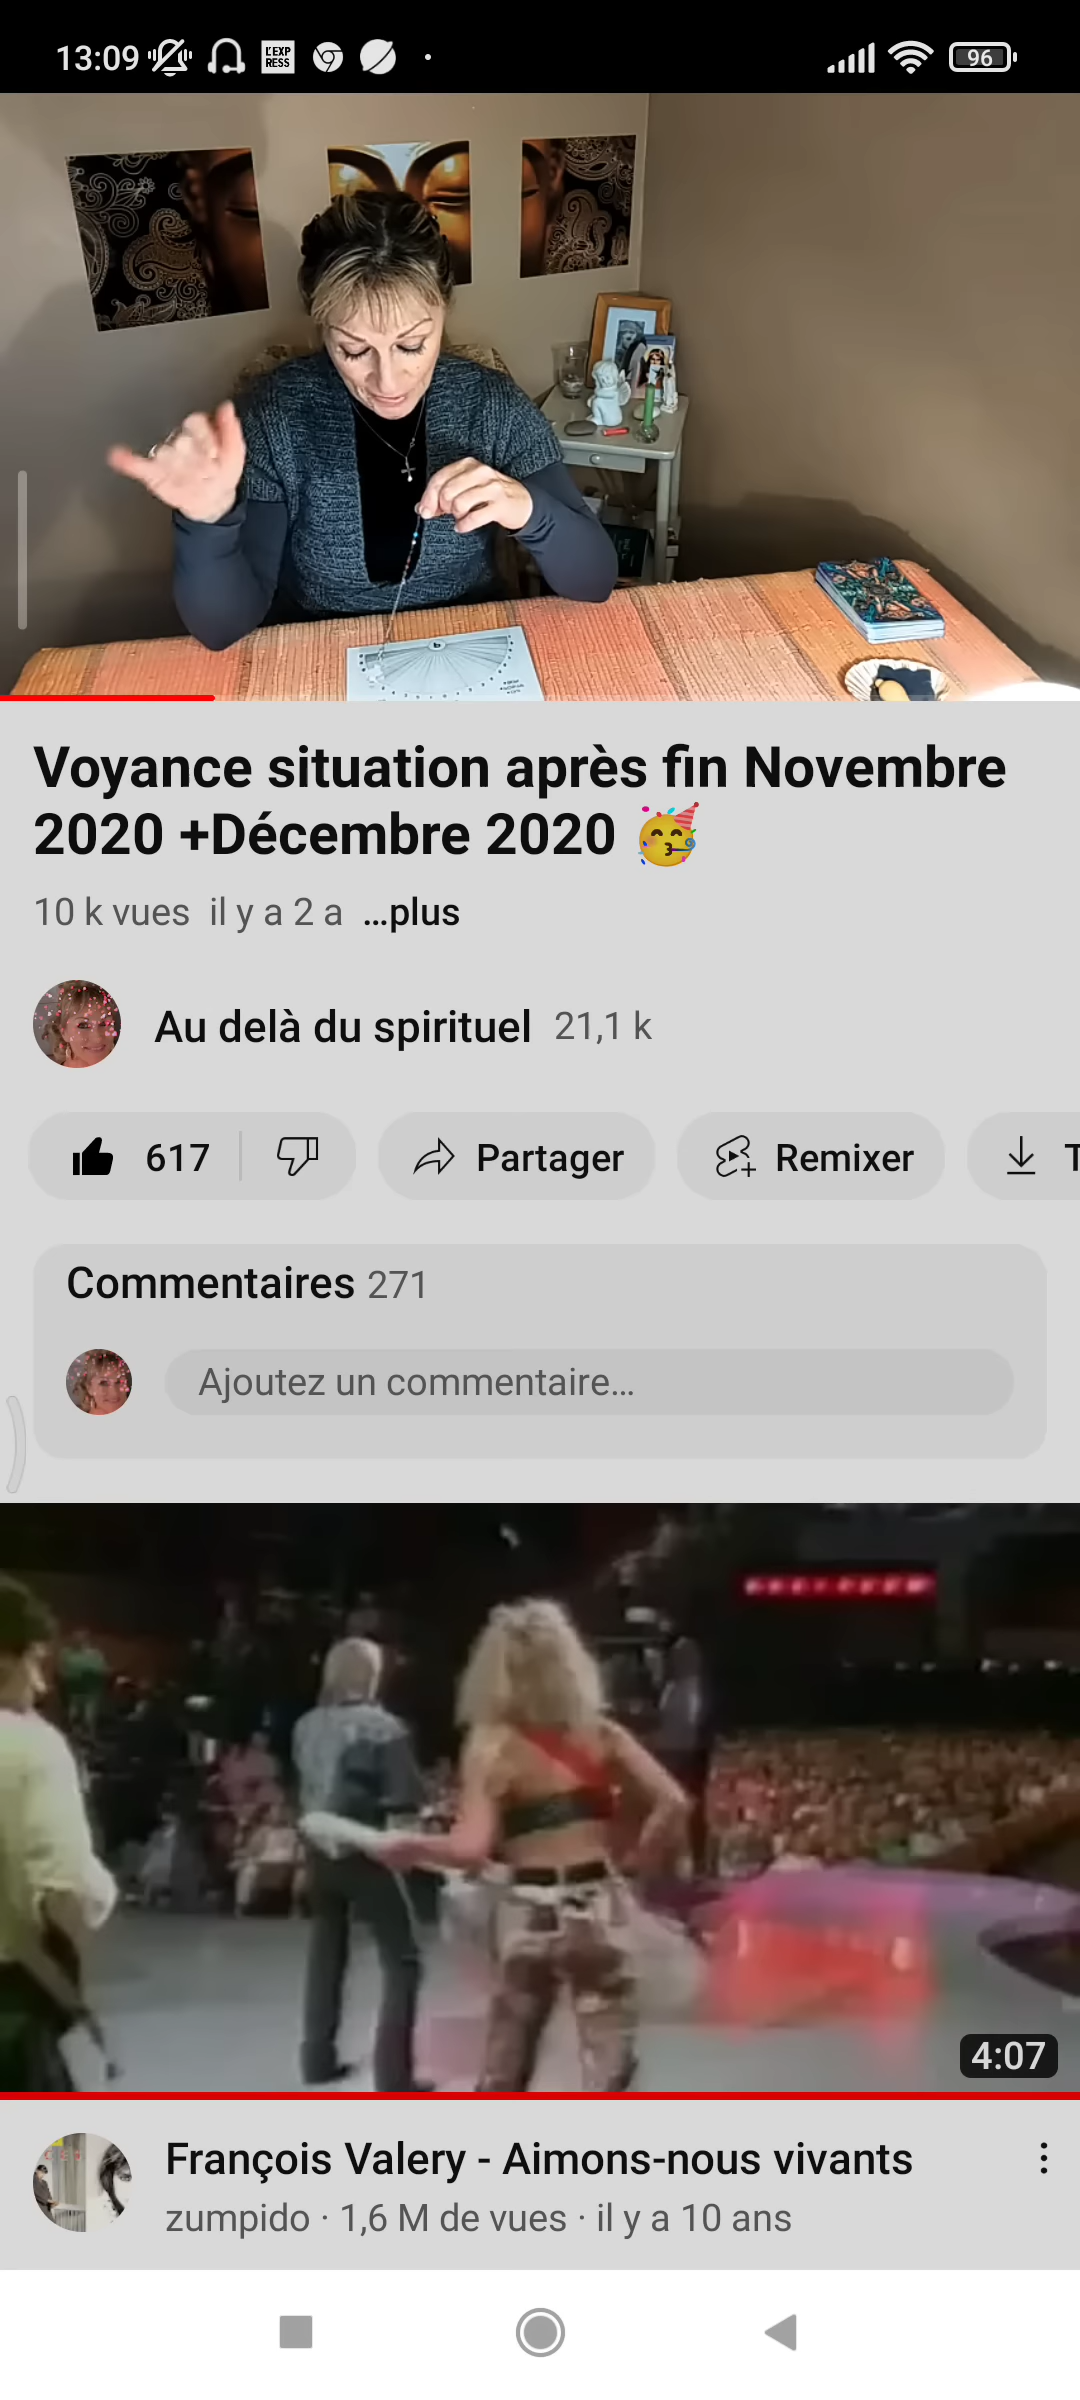 13:09
L'EXP
RESS
96
Voyance situation après fin Novembre
2020 +Décembre 2020 🥳
10 k vues il y a 2 a ...plus
Au delà du spirituel 21,1 k
617
Partager
Remixer
T
Commentaires 271
Ajoutez un commentaire...
4:07
François Valery - Aimons-nous vivants
zumpido · 1,6 M de vues · il y a 10 ans